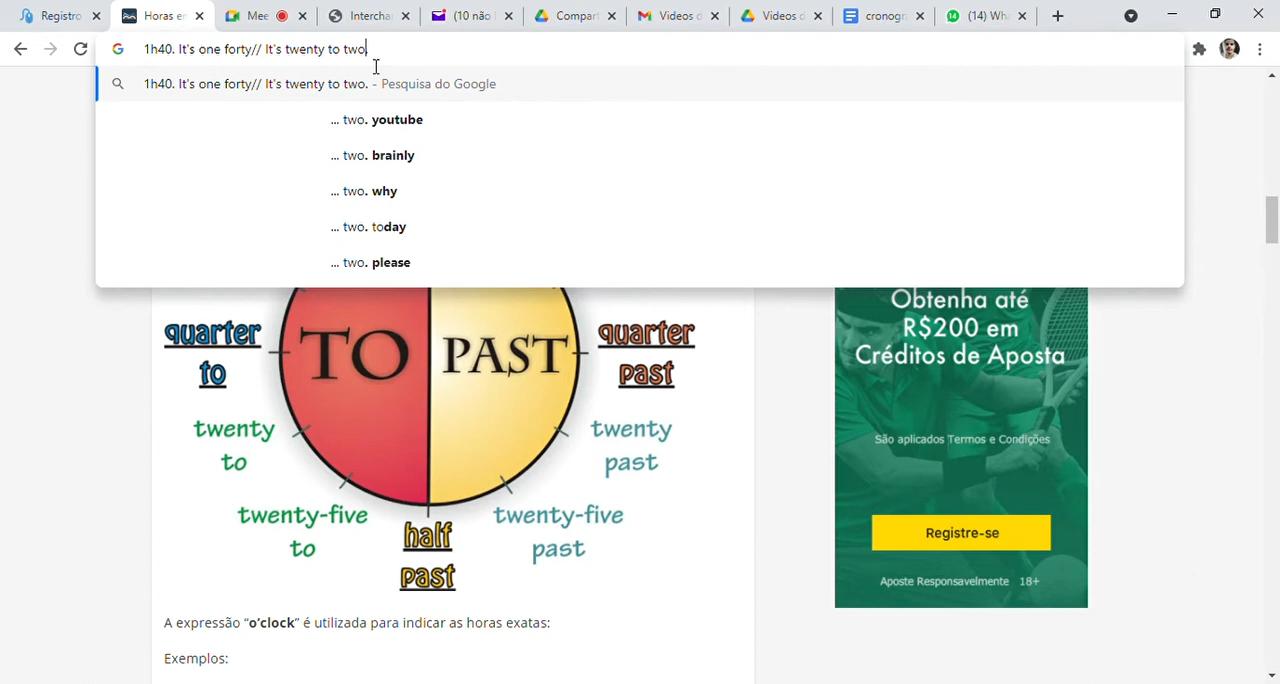 Registro
Horas e
Mee
Intercha
(10 não
Compar
Videos d
Videos d
cronogr
(14) Wh
1h40. It's one forty// It's twenty to two.
1h40. It's one forty// It's twenty to two. - Pesquisa do Google
... two. youtube
... two. brainly
... two. why
... two. today
... two. please
TO PAST
quarter
to
quarter
past
twenty
to
twenty
past
twenty-five
to
twenty-five
past
half
past
A expressão “o’clock” é utilizada para indicar as horas exatas:
Exemplos:
Obtenha até
R$200 em
Créditos de Aposta
São aplicados Termos e Condições
Registre-se
Aposte Responsavelmente 18+